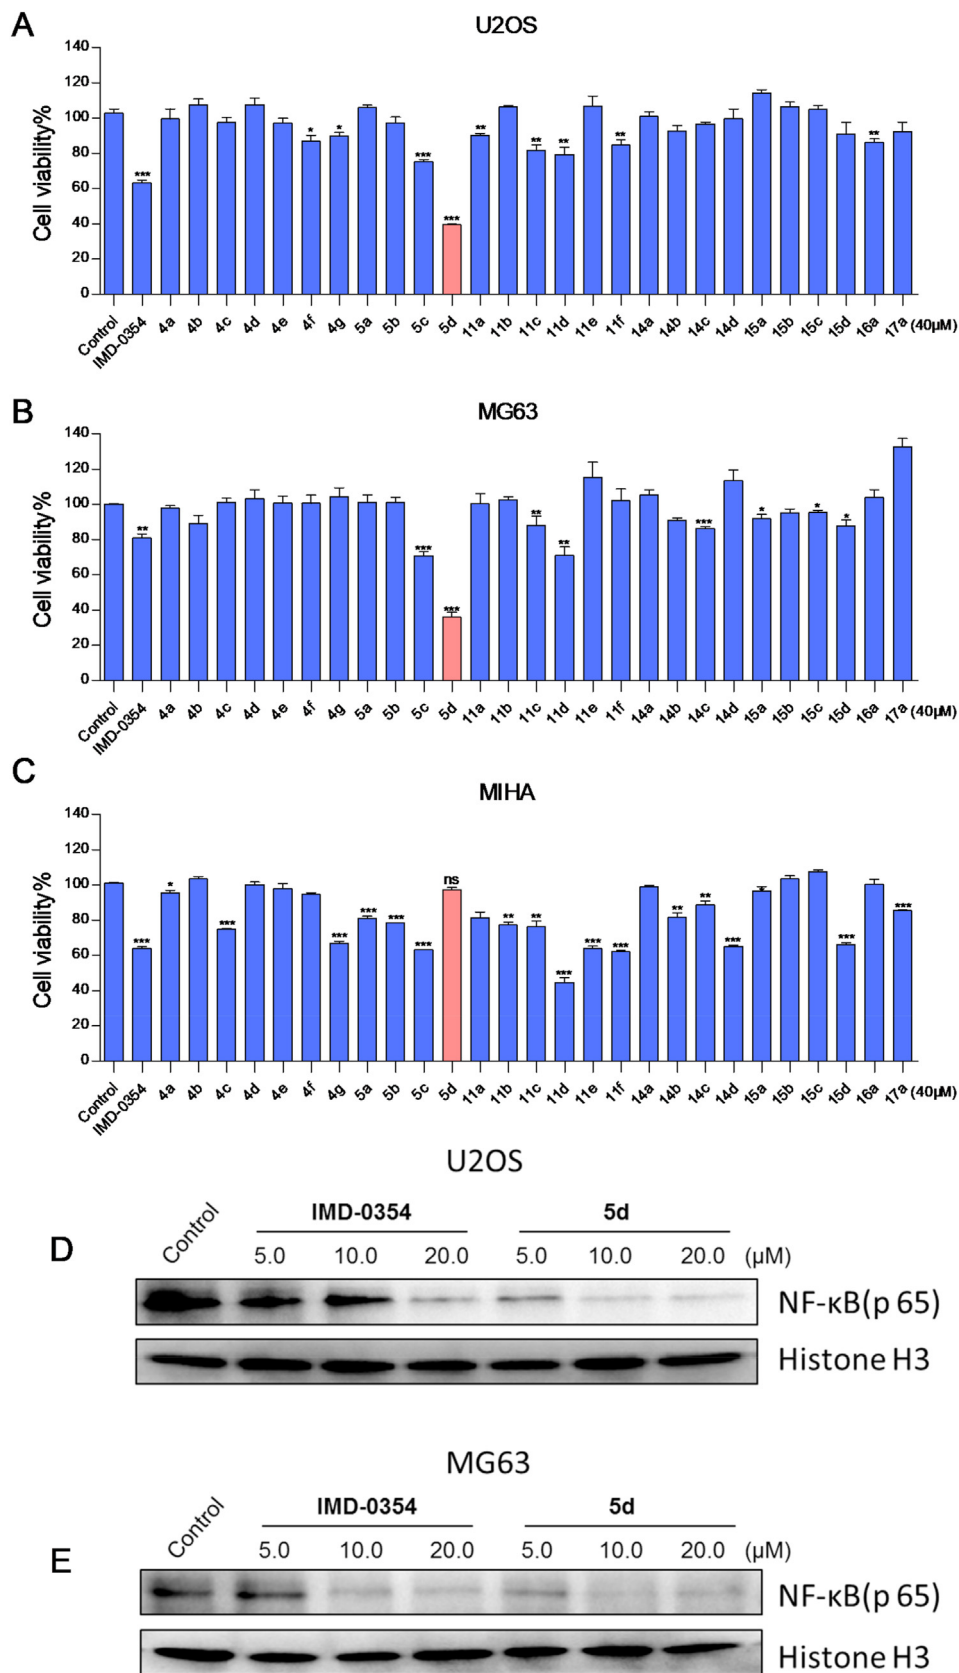 A
U2OS
Cell viability%
140
120
100
80
60
40
20
0
*** * * *** *** ** ** ** ** **
Control IMD-0354 4a 4b 4c 4d 4e 4f 4g 5a 5b 5c 5d 11a 11b 11c 11d 11e 11f 14a 14b 14c 14d 15a 15b 15c 15d 16a 17a (40μM)
B
MG63
Cell viability%
140
120
100
80
60
40
20
0
** *** *** ** ** *** * * *
Control IMD-0354 4a 4b 4c 4d 4e 4f 4g 5a 5b 5c 5d 11a 11b 11c 11d 11e 11f 14a 14b 14c 14d 15a 15b 15c 15d 16a 17a (40μM)
C
MIHA
Cell viability%
140
120
100
80
60
40
20
0
*** * *** *** *** *** *** ns ** ** *** *** *** ** ** *** * *** ***
Control IMD-0354 4a 4b 4c 4d 4e 4f 4g 5a 5b 5c 5d 11a 11b 11c 11d 11e 11f 14a 14b 14c 14d 15a 15b 15c 15d 16a 17a (40μM)
U2OS
D
Control IMD-0354 5d
5.0 10.0 20.0 5.0 10.0 20.0 (μM)
NF-κB(p 65)
Histone H3
MG63
E
Control IMD-0354 5d
5.0 10.0 20.0 5.0 10.0 20.0 (μM)
NF-κB(p 65)
Histone H3